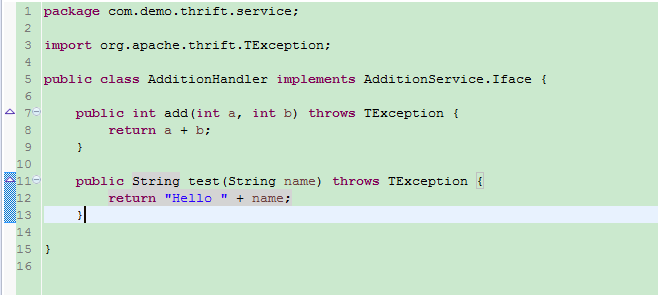 1 package com.demo.thrift.service;
2
3 import org.apache.thrift.TException;
4
5 public class AdditionHandler implements AdditionService.Iface {
6
7 public int add(int a, int b) throws TException {
8 return a + b;
9 }
10
11 public String test(String name) throws TException {
12 return "Hello " + name;
13 }
14
15 }
16